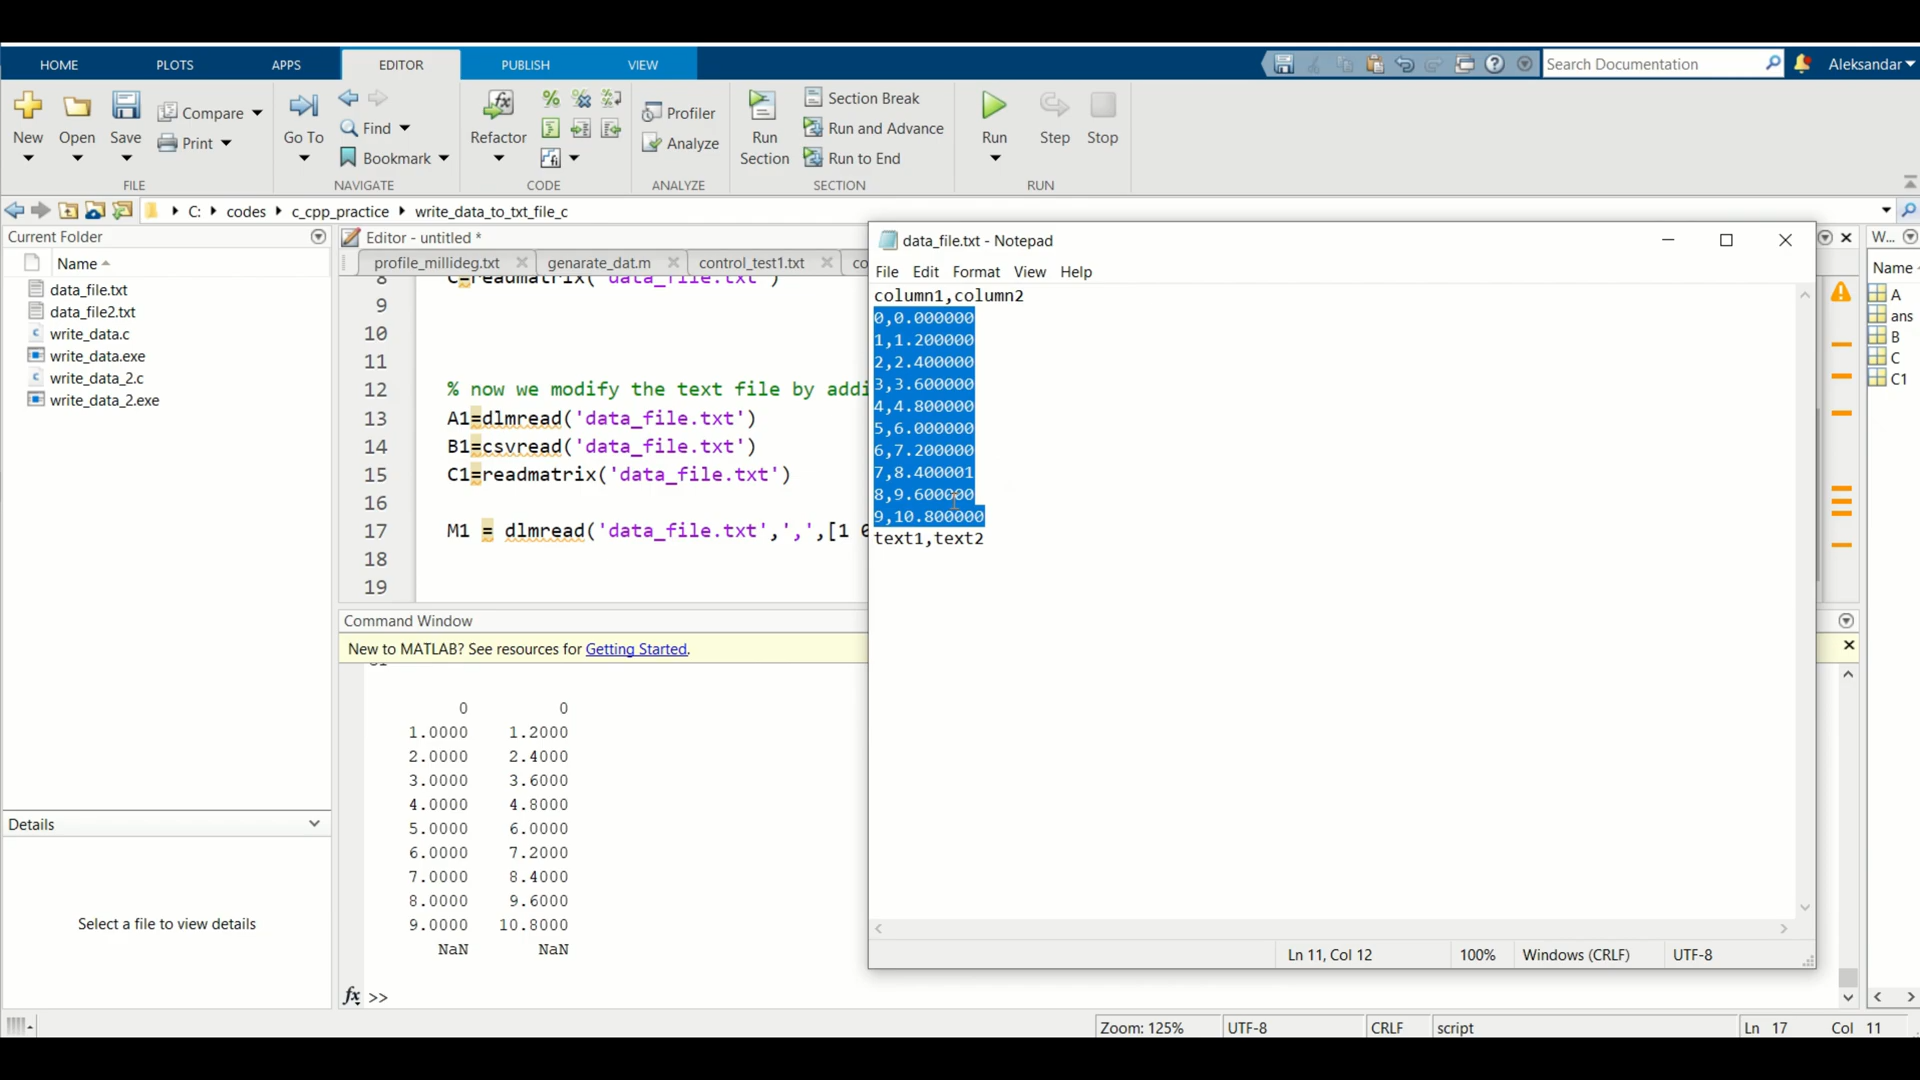 HOME PLOTS APPS EDITOR PUBLISH VIEW Search Documentation Aleksandar
New Open Save Compare Print Go To Find Bookmark Refactor Profiler Analyze Run Section Section Break Run and Advance Run to End Run Step Stop
FILE NAVIGATE CODE ANALYZE SECTION RUN
C: codes c_cpp_practice write_data_to_txt_file_c
Current Folder
Name
data_file.txt
data_file2.txt
write_data.c
write_data.exe
write_data_2.c
write_data_2.exe
Details
Select a file to view details
Editor - untitled *
profile_millideg.txt genarate_dat.m control_test1.txt co
8 C=readmatrix('data_file.txt')
9
10
11
12 % now we modify the text file by addi
13 A1=dlmread('data_file.txt')
14 B1=csvread('data_file.txt')
15 C1=readmatrix('data_file.txt')
16
17 M1 = dlmread('data_file.txt',',',[1 0
18
19
Command Window
New to MATLAB? See resources for Getting Started.
0 0
1.0000 1.2000
2.0000 2.4000
3.0000 3.6000
4.0000 4.8000
5.0000 6.0000
6.0000 7.2000
7.0000 8.4000
8.0000 9.6000
9.0000 10.8000
NaN NaN
fx >>
data_file.txt - Notepad
File Edit Format View Help
column1,column2
0,0.000000
1,1.200000
2,2.400000
3,3.600000
4,4.800000
5,6.000000
6,7.200000
7,8.400001
8,9.600000
9,10.800000
text1,text2
Ln 11, Col 12 100% Windows (CRLF) UTF-8
W...
Name
A
ans
B
C
C1
Zoom: 125% UTF-8 CRLF script Ln 17 Col 11